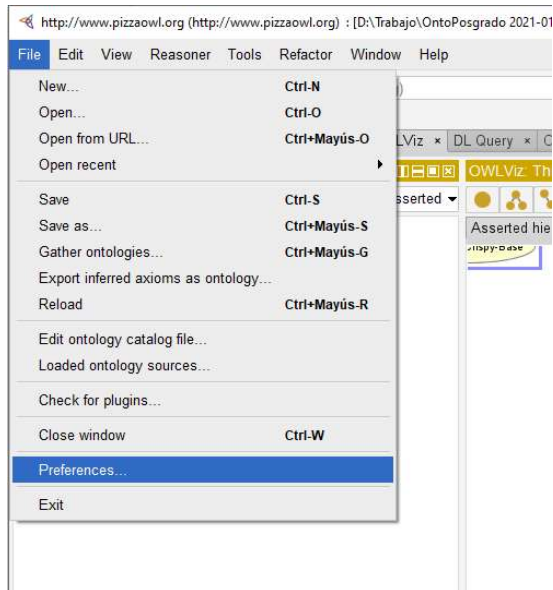 http://www.pizzaowl.org (http://www.pizzaowl.org) : [D:\Trabajo\OntoPosgrado 2021-01
File Edit View Reasoner Tools Refactor Window Help
New... Ctrl-N
Open... Ctrl-O
Open from URL... Ctrl+Mayús-O
Open recent
LViz × DL Query ×
OWLViz: Th
Save Ctrl-S
sserted
Save as... Ctrl+Mayús-S
Asserted hie
Gather ontologies... Ctrl+Mayús-G
rispy-Base
Export inferred axioms as ontology...
Reload Ctrl+Mayús-R
Edit ontology catalog file...
Loaded ontology sources...
Check for plugins...
Close window Ctrl-W
Preferences...
Exit